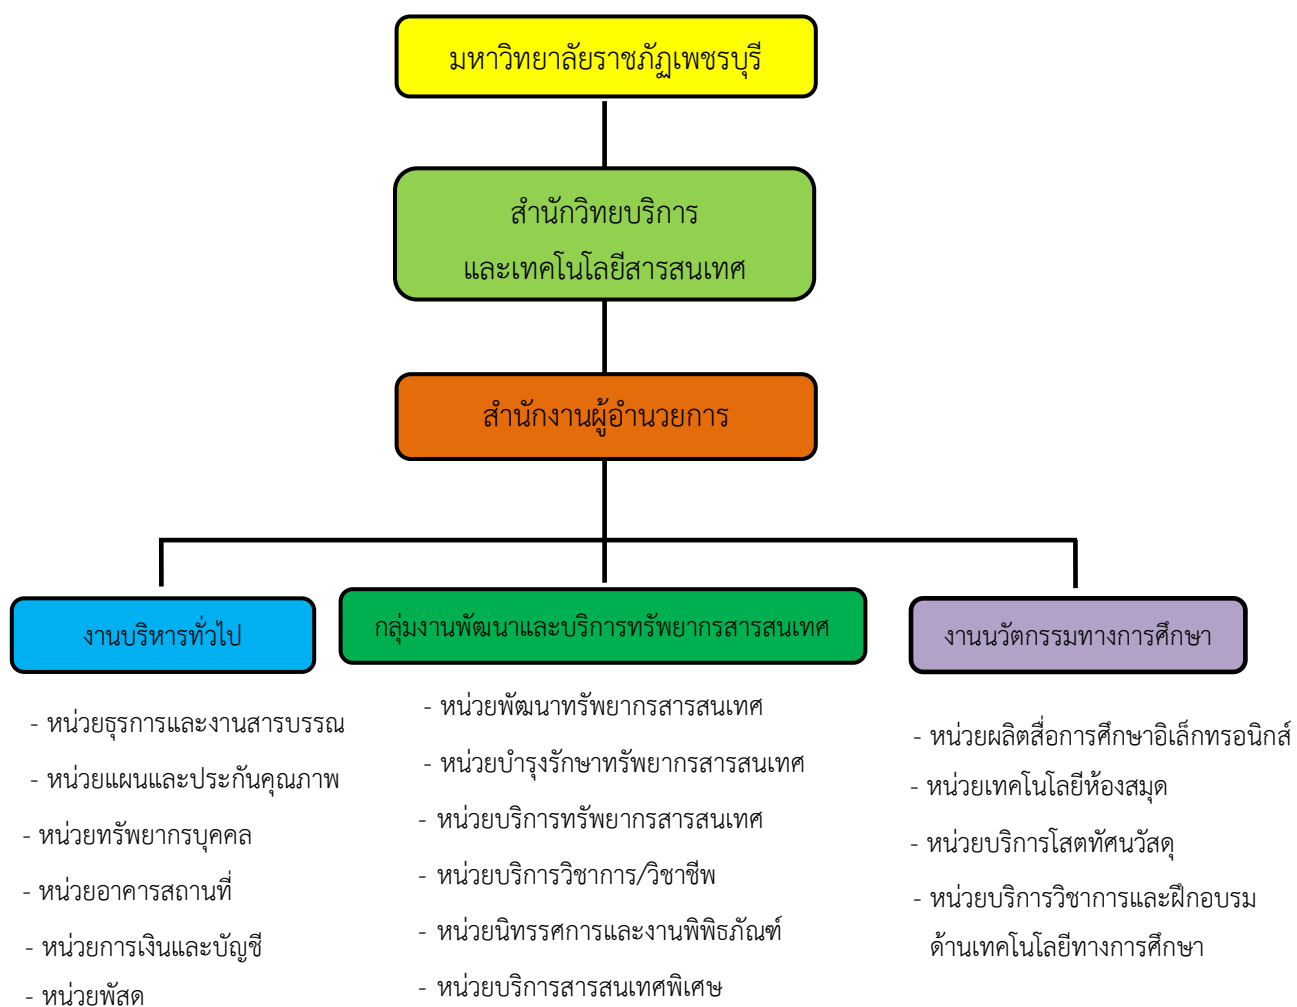 มหาวิทยาลัยราชภัฏเพชรบุรี
สำนักวิทยบริการ
และเทคโนโลยีสารสนเทศ
สำนักงานผู้อำนวยการ
งานบริหารทั่วไป
- หน่วยธุรการและงานสารบรรณ
- หน่วยแผนและประกันคุณภาพ
- หน่วยทรัพยากรบุคคล
- หน่วยอาคารสถานที่
- หน่วยการเงินและบัญชี
- หน่วยพัสด
กลุ่มงานพัฒนาและบริการทรัพยากรสารสนเทศ
- หน่วยพัฒนาทรัพยากรสารสนเทศ
- หน่วยบำรุงรักษาทรัพยากรสารสนเทศ
- หน่วยบริการทรัพยากรสารสนเทศ
- หน่วยบริการวิชาการ/วิชาชีพ
- หน่วยนิทรรศการและงานพิพิธภัณฑ์
- หน่วยบริการสารสนเทศพิเศษ
งานนวัตกรรมทางการศึกษา
- หน่วยผลิตสื่อการศึกษาอิเล็กทรอนิกส์
- หน่วยเทคโนโลยีห้องสมุด
- หน่วยบริการโสตทัศนวัสดุ
- หน่วยบริการวิชาการและฝึกอบรม
ด้านเทคโนโลยีทางการศึกษา